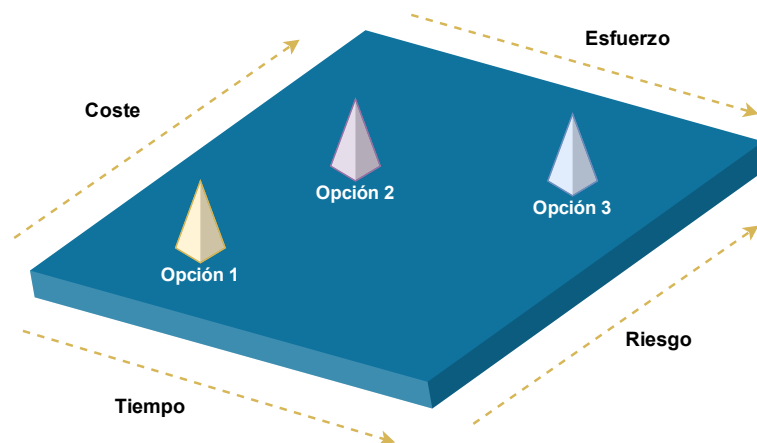 Esfuerzo
Coste
Opción 2
Opción 3
Opción 1
Riesgo
Tiempo